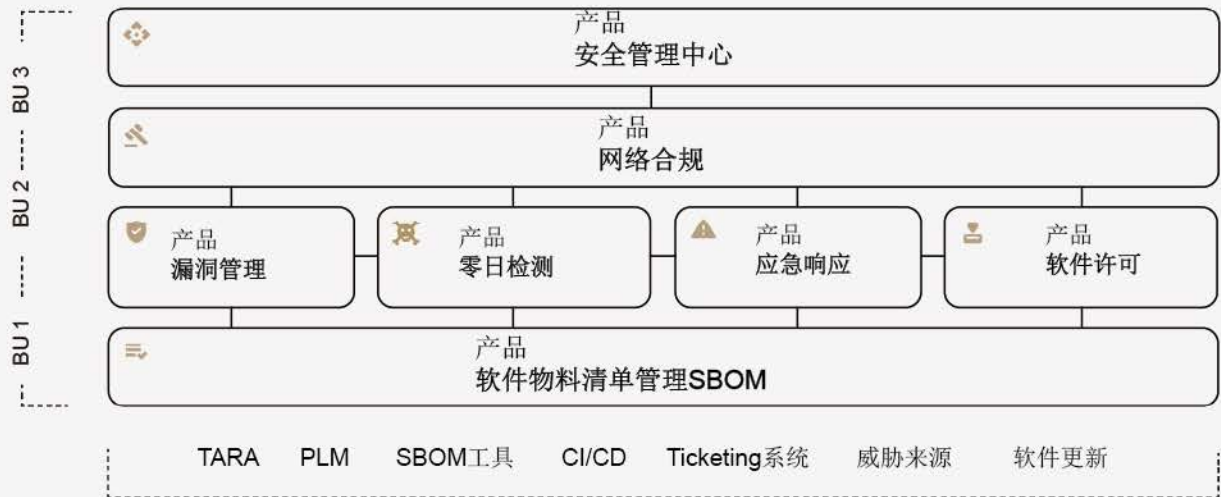 BU 3
BU 2
BU 1
产品
安全管理中心
产品
网络合规
产品
漏洞管理
产品
零日检测
产品
应急响应
产品
软件许可
产品
软件物料清单管理SBOM
TARA PLM SBOM工具 CI/CD Ticketing系统 威胁来源 软件更新